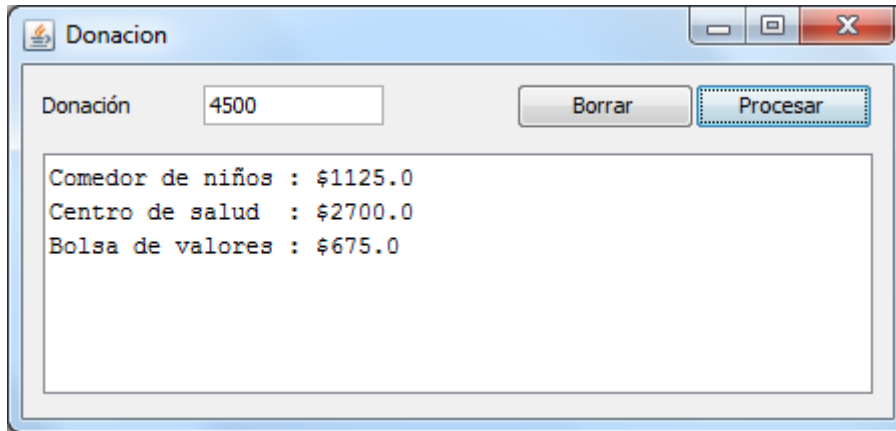 Donacion
Donación 4500 Borrar Procesar
Comedor de niños : $1125.0
Centro de salud  : $2700.0
Bolsa de valores : $675.0